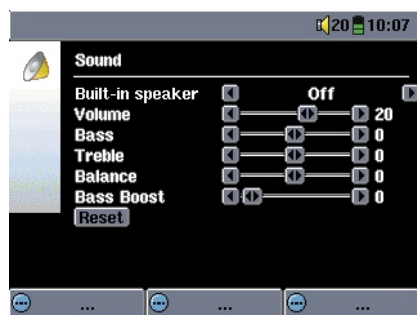 20 10:07
Sound
Built-in speaker Off
Volume 20
Bass 0
Treble 0
Balance 0
Bass Boost 0
Reset
... ... ...